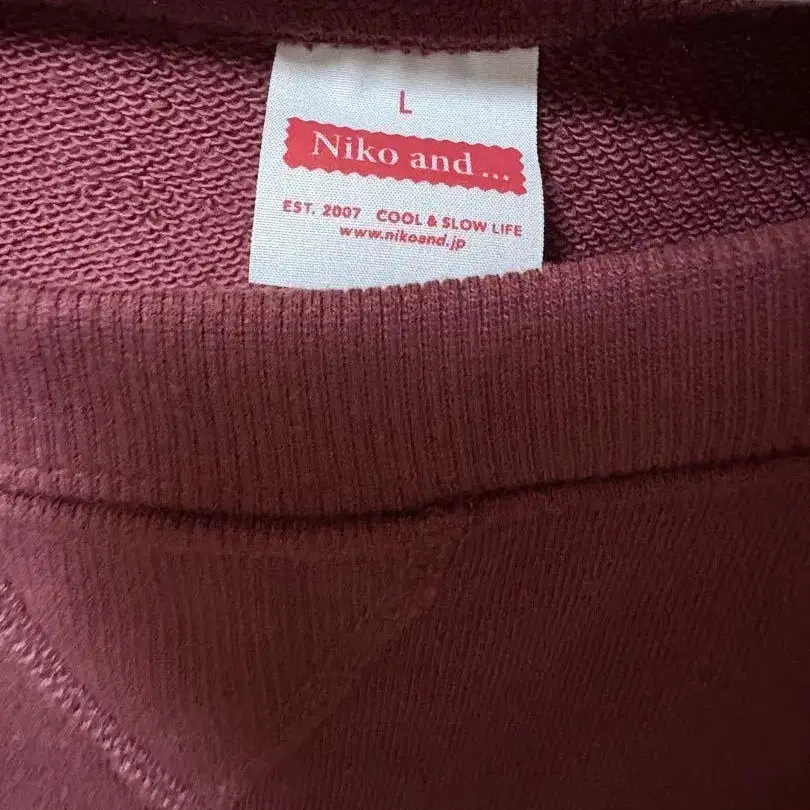 L
Niko and ...
EST. 2007 COOL & SLOW LIFE
www.nikoand.jp